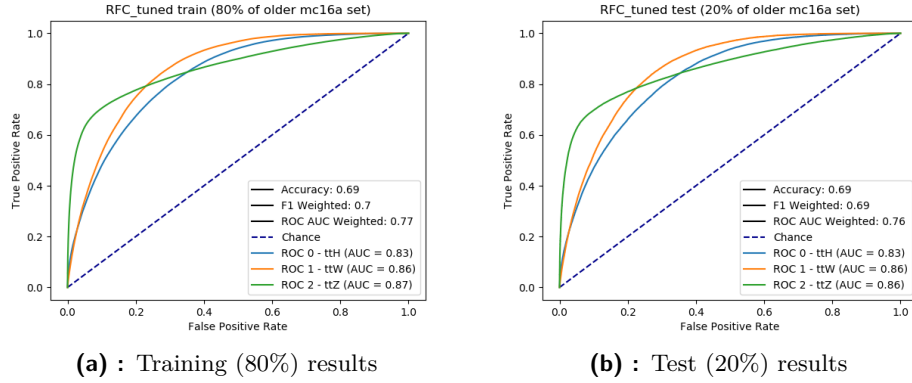 RFC_tuned train (80% of older mc16a set)
1.0
0.8
0.6
0.4
0.2
0.0
True Positive Rate
Accuracy: 0.69
F1 Weighted: 0.7
ROC AUC Weighted: 0.77
Chance
ROC 0 - ttH (AUC = 0.83)
ROC 1 - ttW (AUC = 0.86)
ROC 2 - ttZ (AUC = 0.87)
0.0 0.2 0.4 0.6 0.8 1.0
False Positive Rate
(a) : Training (80%) results
RFC_tuned test (20% of older mc16a set)
1.0
0.8
0.6
0.4
0.2
0.0
True Positive Rate
Accuracy: 0.69
F1 Weighted: 0.69
ROC AUC Weighted: 0.76
Chance
ROC 0 - ttH (AUC = 0.83)
ROC 1 - ttW (AUC = 0.86)
ROC 2 - ttZ (AUC = 0.86)
0.0 0.2 0.4 0.6 0.8 1.0
False Positive Rate
(b) : Test (20%) results